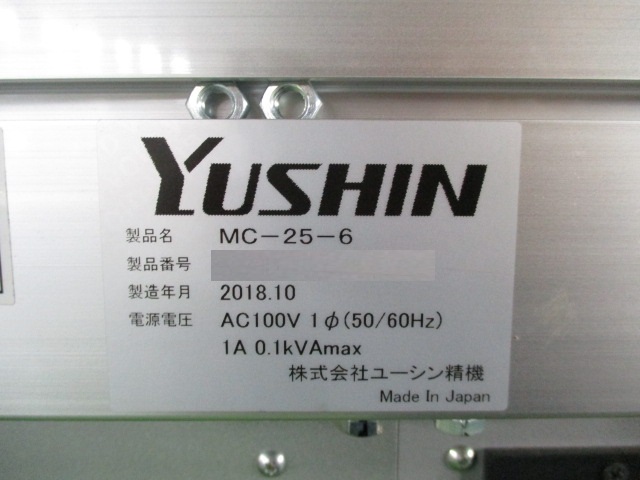 YUSHIN
製品名 MC-25-6
製品番号
製造年月 2018.10
電源電圧 AC100V 1φ(50/60Hz)
1A 0.1kVAmax
株式会社ユーシン精機
Made In Japan